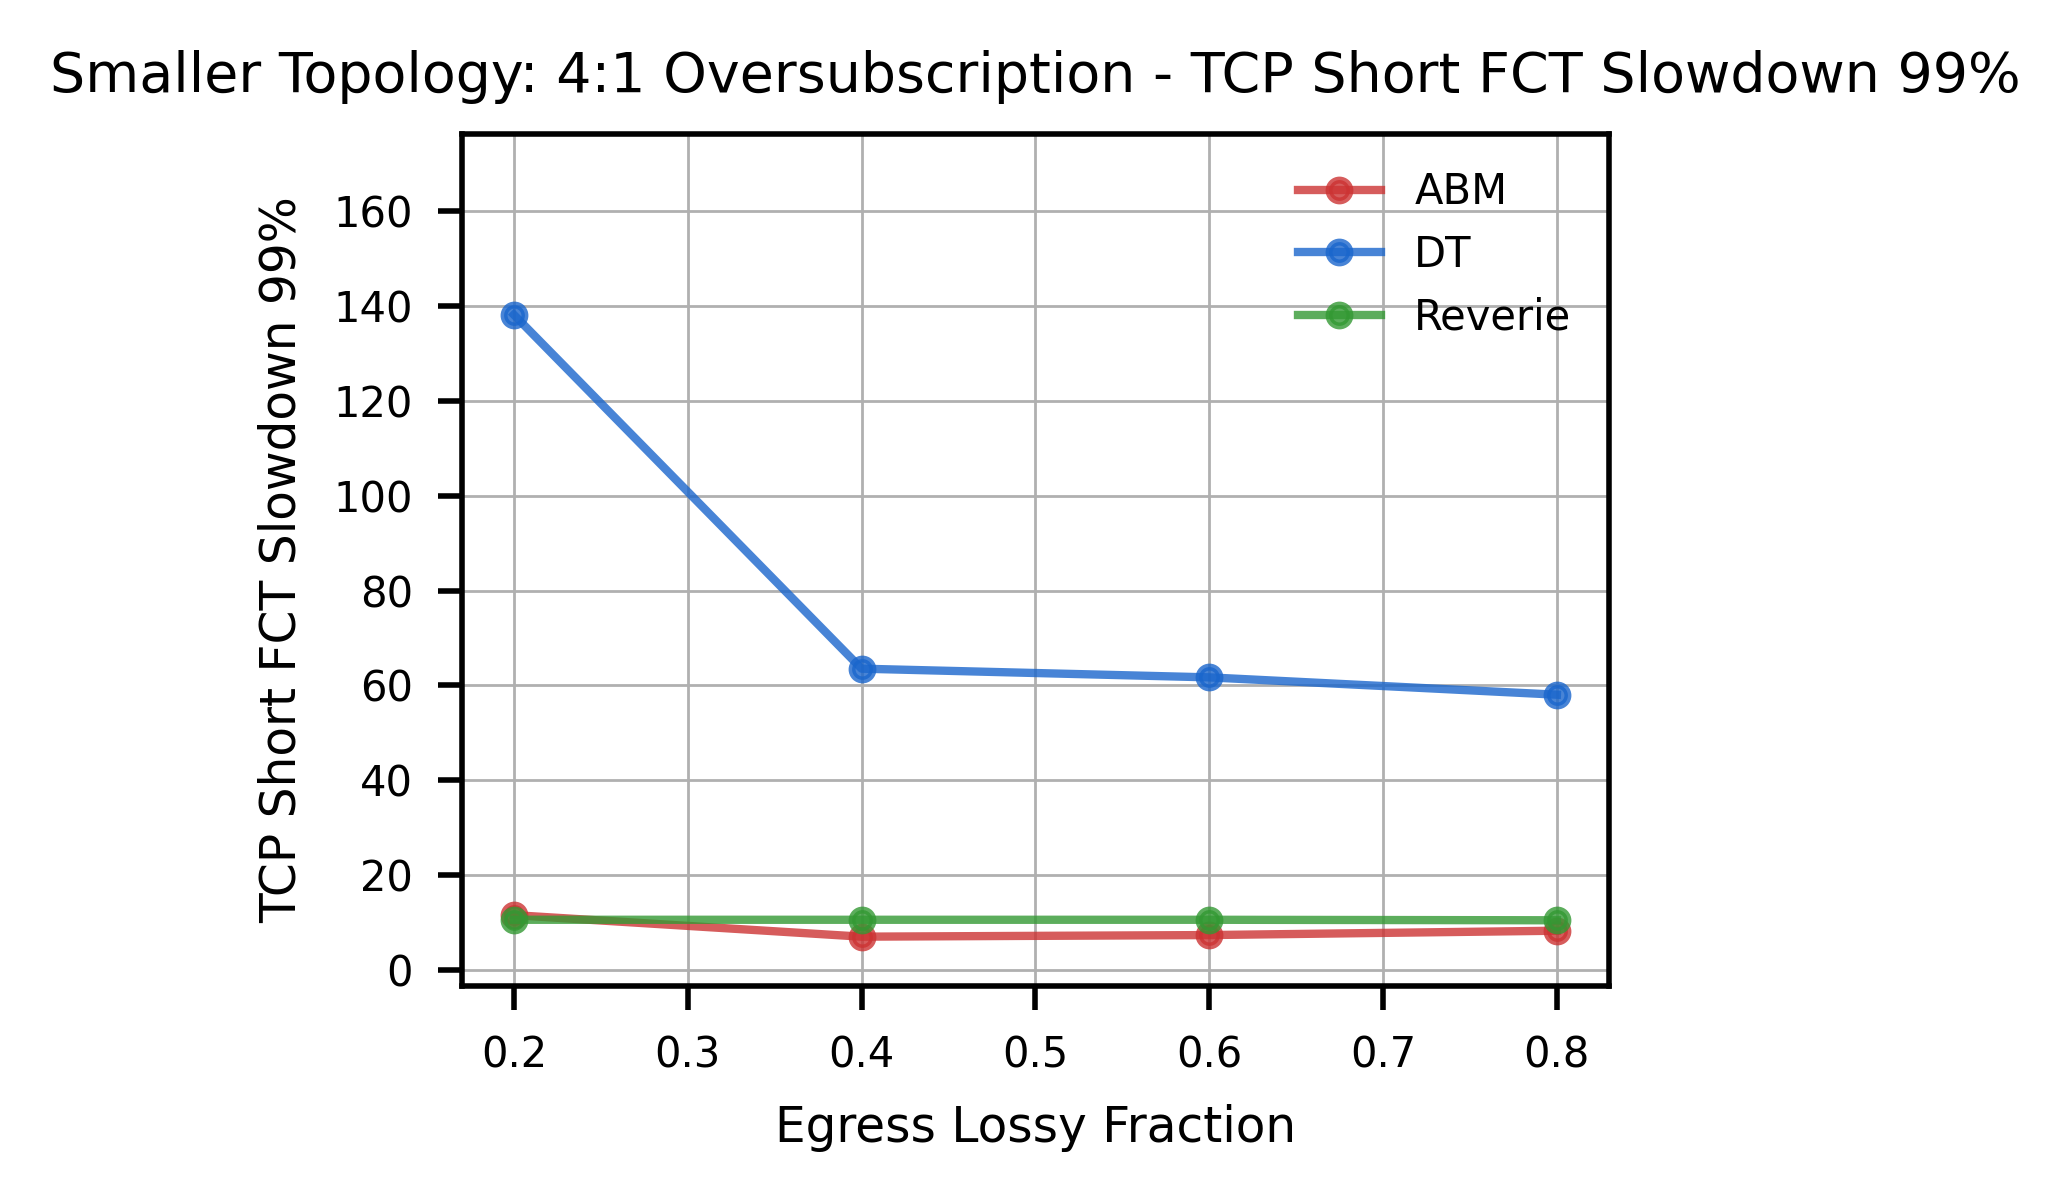 Smaller Topology: 4:1 Oversubscription - TCP Short FCT Slowdown 99%
TCP Short FCT Slowdown 99%
160
140
120
100
80
60
40
20
0
ABM
DT
Reverie
0.2 0.3 0.4 0.5 0.6 0.7 0.8
Egress Lossy Fraction